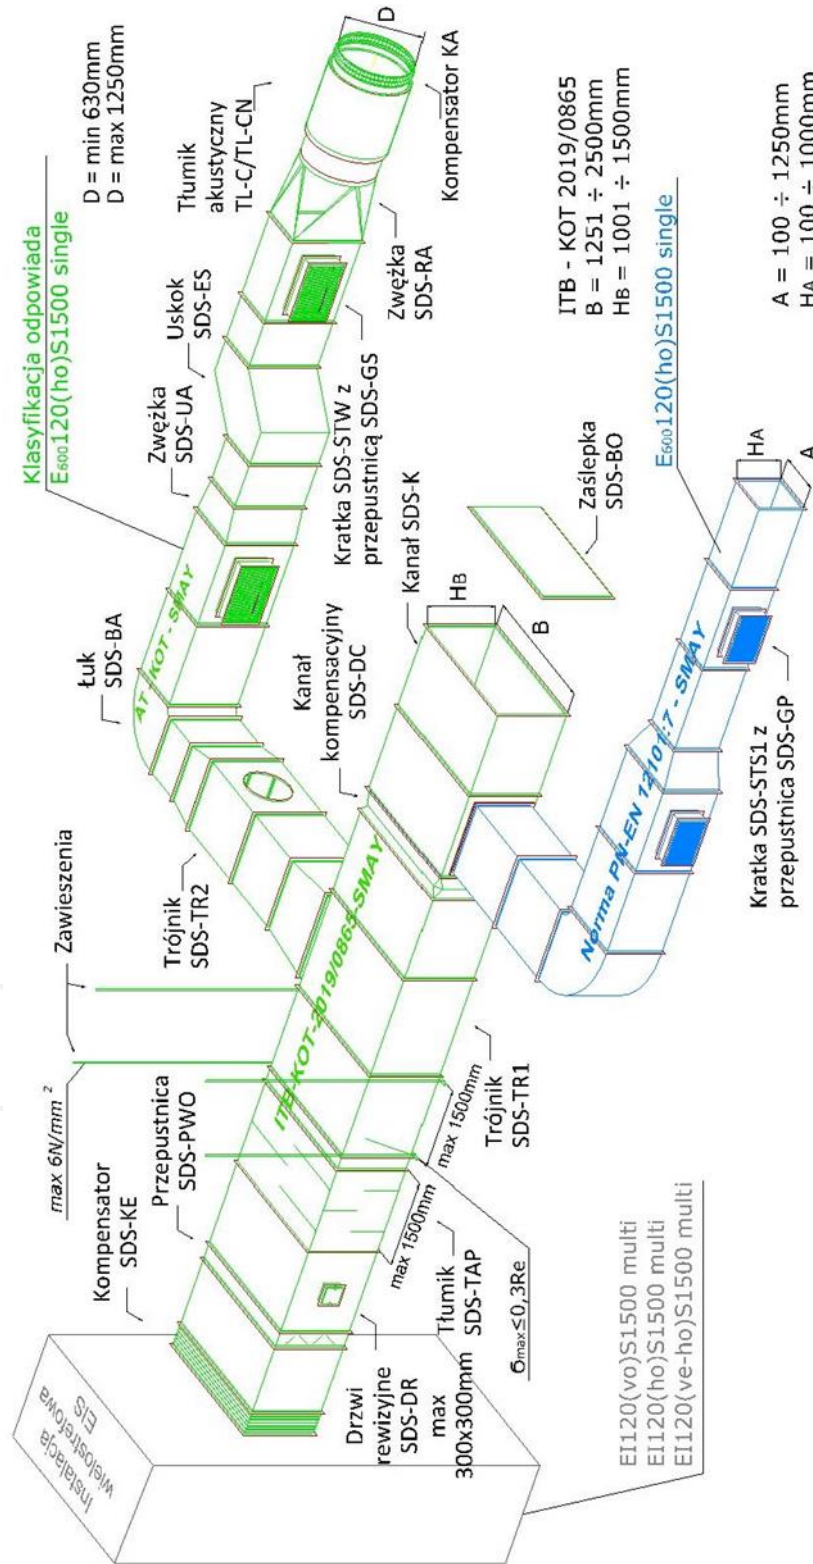 Klasyfikacja odpowiada
E600120(ho)S1500 single
D = min 630mm
D = max 1250mm
D
Tłumik
akustyczny
TL-C/TL-CN
Kompensator KA
Uskok
SDS-ES
Zwężka
SDS-RA
Zwężka
SDS-UA
Kratka SDS-STW z
przepustnicą SDS-GS
Łuk
SDS-BA
AT - KOT - SMAY
Zawieszenia
max 6N/mm²
Trójnik
SDS-TR2
Kanał
kompensacyjny
SDS-DC
Kanał SDS-K
HB
B
Zaślepka
SDS-BO
ITB - KOT 2019/0865
B = 1251 ÷ 2500mm
HB = 1001 ÷ 1500mm
E600120(ho)S1500 single
A = 100 ÷ 1250mm
HA = 100 ÷ 1000mm
HA
A
Kompensator
SDS-KE
Przepustnica
SDS-PWO
ITB-KOT-2019/0865-SMAY
Norma PN-EN 12101:7 - SMAY
Kratka SDS-STS1 z
przepustnica SDS-GP
Trójnik
SDS-TR1
max 1500mm
max 1500mm
Tłumik
SDS-TAP
σmax≤0,3Re
Drzwi
rewizyjne
SDS-DR
max
300x300mm
Instalacja
wielostrefowa
EIS
EI120(vo)S1500 multi
EI120(ho)S1500 multi
EI120(ve-ho)S1500 multi